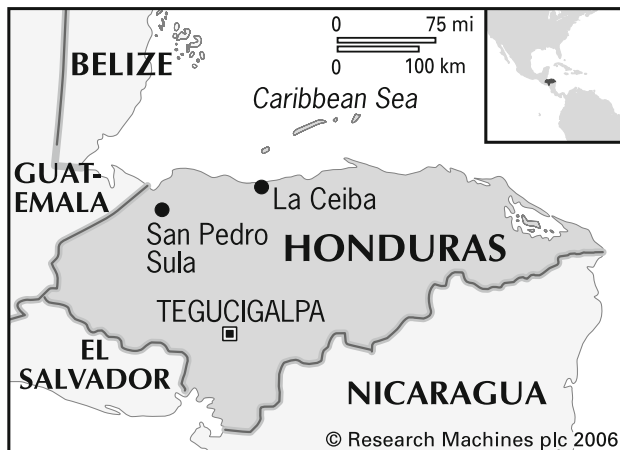 0 75 mi
0 100 km
BELIZE
Caribbean Sea
GUAT-
EMALA
La Ceiba
San Pedro
Sula
HONDURAS
TEGUCIGALPA
EL
SALVADOR
NICARAGUA
© Research Machines plc 2006